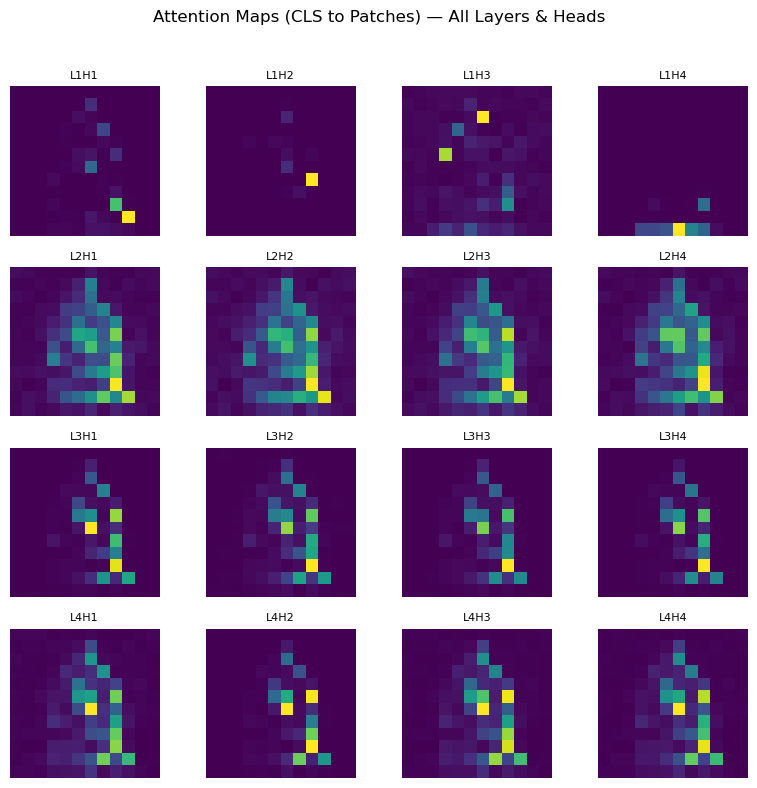 Attention Maps (CLS to Patches) — All Layers & Heads
L1H1 L1H2 L1H3 L1H4
L2H1 L2H2 L2H3 L2H4
L3H1 L3H2 L3H3 L3H4
L4H1 L4H2 L4H3 L4H4